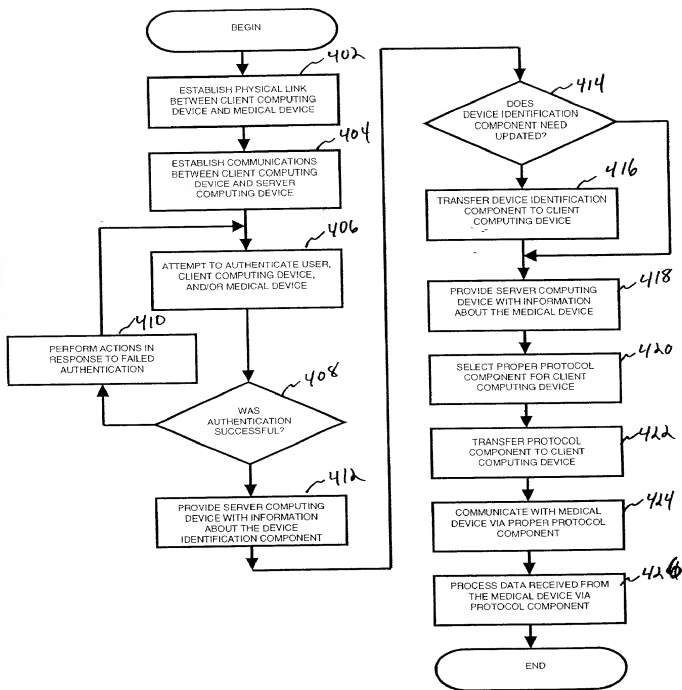 BEGIN
402
ESTABLISH PHYSICAL LINK
BETWEEN CLIENT COMPUTING
DEVICE AND MEDICAL DEVICE
404
ESTABLISH COMMUNICATIONS
BETWEEN CLIENT COMPUTING
DEVICE AND SERVER
COMPUTING DEVICE
406
ATTEMPT TO AUTHENTICATE USER,
CLIENT COMPUTING DEVICE,
AND/OR MEDICAL DEVICE
410
PERFORM ACTIONS IN
RESPONSE TO FAILED
AUTHENTICATION
408
WAS
AUTHENTICATION
SUCCESSFUL?
412
PROVIDE SERVER COMPUTING
DEVICE WITH INFORMATION
ABOUT THE DEVICE
IDENTIFICATION COMPONENT
414
DOES
DEVICE IDENTIFICATION
COMPONENT NEED
UPDATED?
416
TRANSFER DEVICE IDENTIFICATION
COMPONENT TO CLIENT
COMPUTING DEVICE
418
PROVIDE SERVER COMPUTING
DEVICE WITH INFORMATION
ABOUT THE MEDICAL DEVICE
420
SELECT PROPER PROTOCOL
COMPONENT FOR CLIENT
COMPUTING DEVICE
422
TRANSFER PROTOCOL
COMPONENT TO CLIENT
COMPUTING DEVICE
424
COMMUNICATE WITH MEDICAL
DEVICE VIA PROPER PROTOCOL
COMPONENT
426
PROCESS DATA RECEIVED FROM
THE MEDICAL DEVICE VIA
PROTOCOL COMPONENT
END